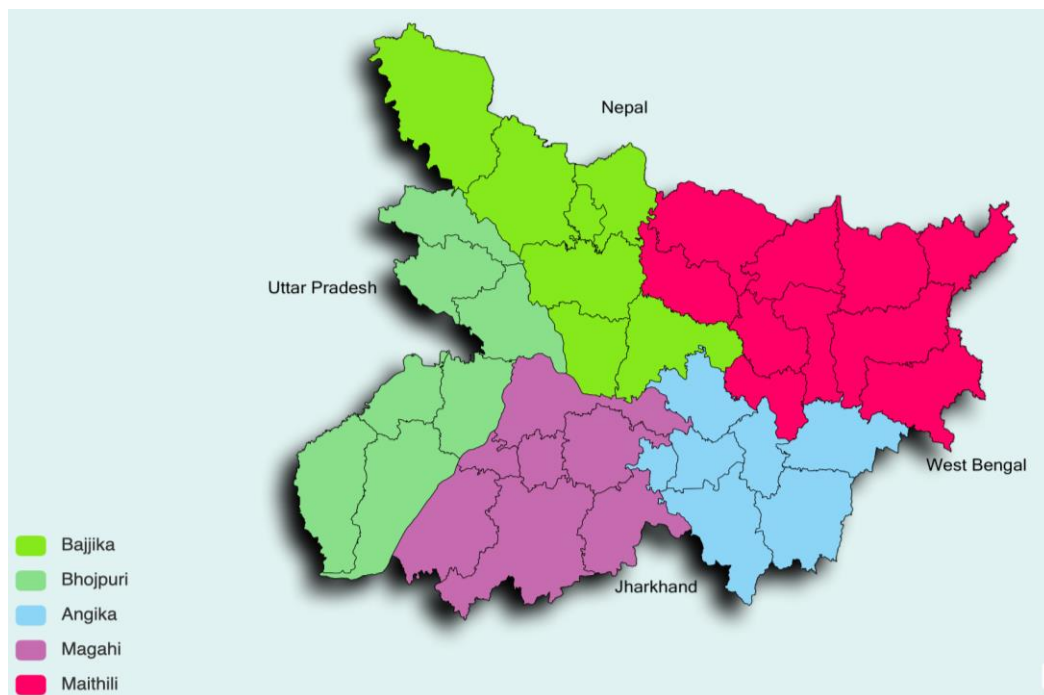 Nepal
Uttar Pradesh
West Bengal
Jharkhand
Bajjika
Bhojpuri
Angika
Magahi
Maithili